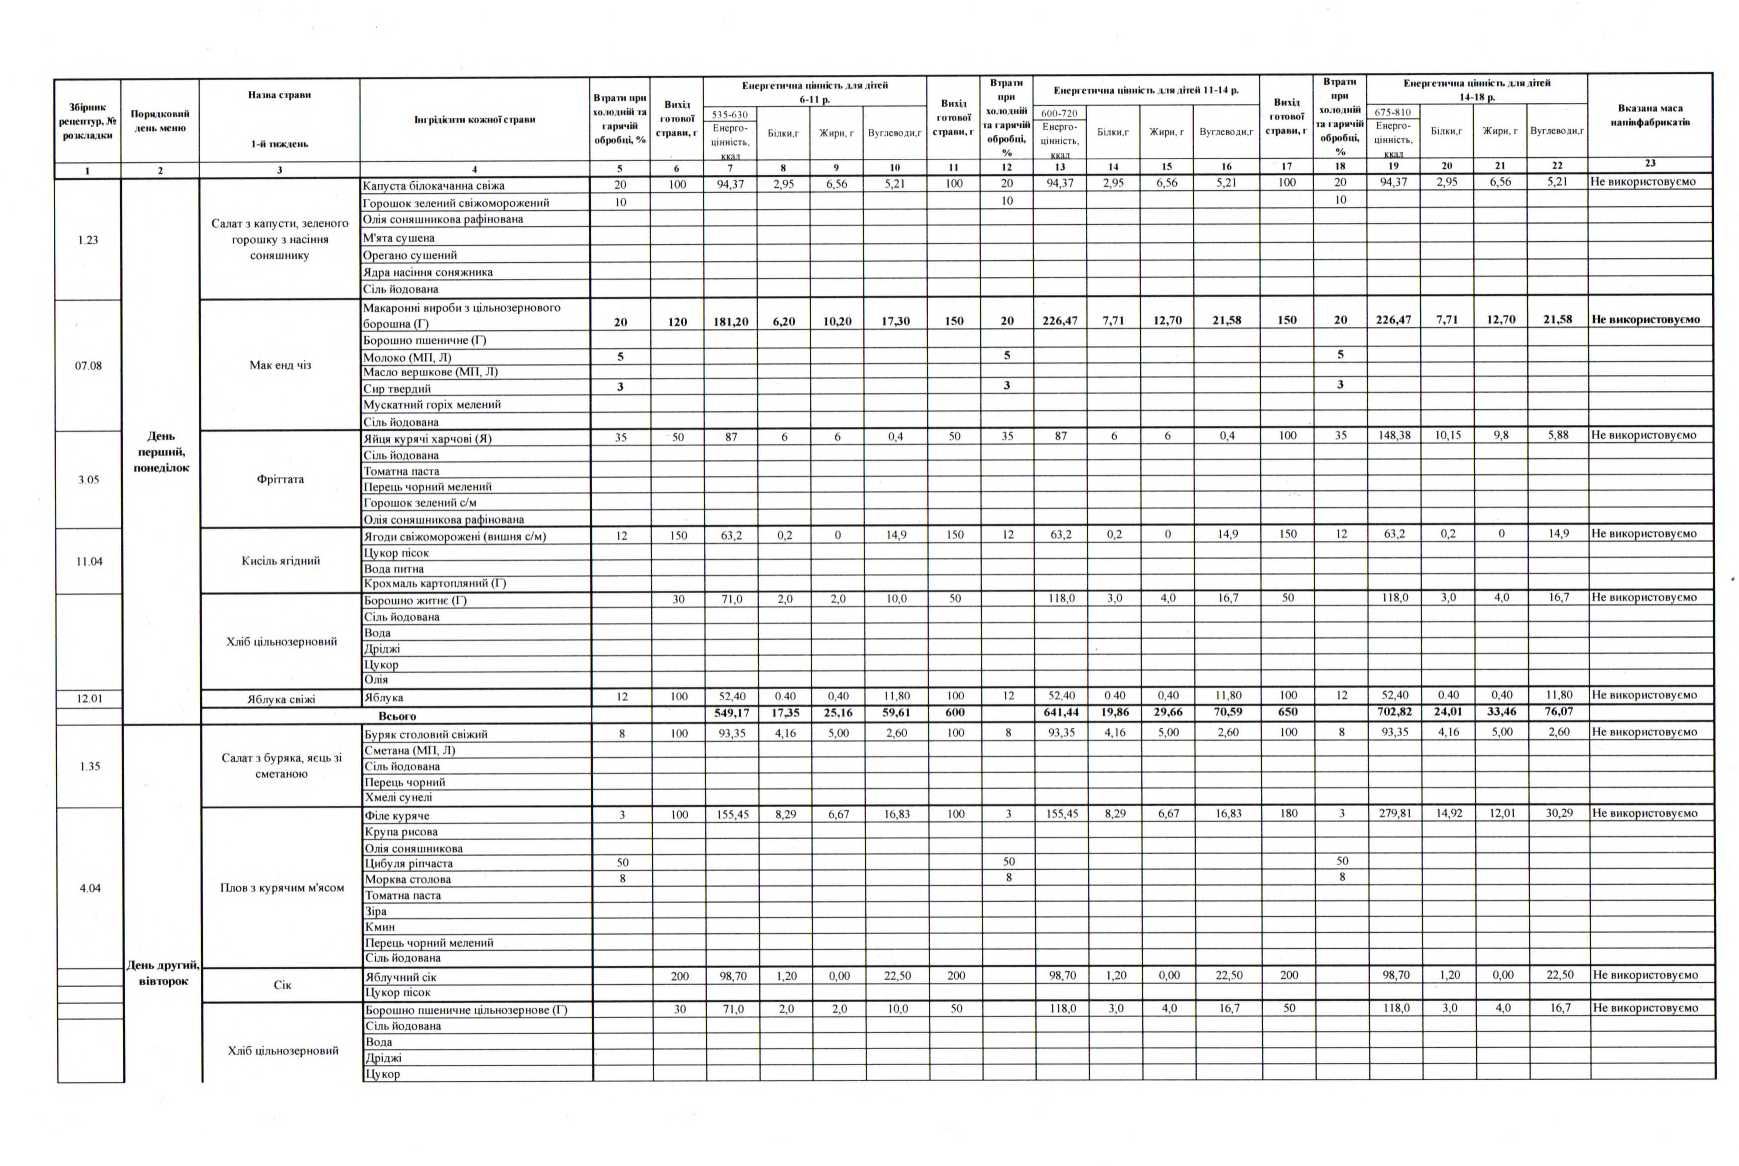 Збірник рецептур, № розкладки | Порядковий день меню | Назва страви 1-й тиждень | Інгрідієнти кожної страви | Втрати при холодній та гарячій обробці, % | Вихід готової страви, г | Енергетична цінність для дітей 6-11 р. | Вихід готової страви, г | Втрати при холодній та гарячій обробці, % | Енергетична цінність для дітей 11-14 р. | Вихід готової страви, г | Втрати при холодній та гарячій обробці, % | Енергетична цінність для дітей 14-18 р. | Вказана маса напівфабрикатів
535-630 Енерго-цінність, ккал | Білки,г | Жири, г | Вуглеводи,г | 600-720 Енерго-цінність, ккал | Білки,г | Жири, г | Вуглеводи,г | 675-810 Енерго-цінність, ккал | Білки,г | Жири, г | Вуглеводи,г
1 | 2 | 3 | 4 | 5 | 6 | 7 | 8 | 9 | 10 | 11 | 12 | 13 | 14 | 15 | 16 | 17 | 18 | 19 | 20 | 21 | 22 | 23
День перший, понеділок
1.23 | Салат з капусти, зеленого горошку з насіння соняшнику
Капуста білокачанна свіжа | 20 | 100 | 94,37 | 2,95 | 6,56 | 5,21 | 100 | 20 | 94,37 | 2,95 | 6,56 | 5,21 | 100 | 20 | 94,37 | 2,95 | 6,56 | 5,21 | Не використовуємо
Горошок зелений свіжоморожений | 10 | 10 | 10
Олія соняшникова рафінована
М'ята сушена
Орегано сушений
Ядра насіння соняжника
Сіль йодована
07.08 | Мак енд чіз
Макаронні вироби з цільнозернового борошна (Г) | 20 | 120 | 181,20 | 6,20 | 10,20 | 17,30 | 150 | 20 | 226,47 | 7,71 | 12,70 | 21,58 | 150 | 20 | 226,47 | 7,71 | 12,70 | 21,58 | Не використовуємо
Борошно пшеничне (Г)
Молоко (МП, Л) | 5 | 5 | 5
Масло вершкове (МП, Л)
Сир твердий | 3 | 3 | 3
Мускатний горіх мелений
Сіль йодована
3.05 | Фріттата
Яйця курячі харчові (Я) | 35 | 50 | 87 | 6 | 6 | 0,4 | 50 | 35 | 87 | 6 | 6 | 0,4 | 100 | 35 | 148,38 | 10,15 | 9,8 | 5,88 | Не використовуємо
Сіль йодована
Томатна паста
Перець чорний мелений
Горошок зелений с/м
Олія соняшникова рафінована
11.04 | Кисіль ягідний
Ягоди свіжоморожені (вишня с/м) | 12 | 150 | 63,2 | 0,2 | 0 | 14,9 | 150 | 12 | 63,2 | 0,2 | 0 | 14,9 | 150 | 12 | 63,2 | 0,2 | 0 | 14,9 | Не використовуємо
Цукор пісок
Вода питна
Крохмаль картопляний (Г)
Хліб цільнозерновий
Борошно житнє (Г) | 30 | 71,0 | 2,0 | 2,0 | 10,0 | 50 | 118,0 | 3,0 | 4,0 | 16,7 | 50 | 118,0 | 3,0 | 4,0 | 16,7 | Не використовуємо
Сіль йодована
Вода
Дріджі
Цукор
Олія
12.01 | Яблука свіжі | Яблука | 12 | 100 | 52,40 | 0.40 | 0,40 | 11,80 | 100 | 12 | 52,40 | 0.40 | 0,40 | 11,80 | 100 | 12 | 52,40 | 0.40 | 0,40 | 11,80 | Не використовуємо
Всього | 549,17 | 17,35 | 25,16 | 59,61 | 600 | 641,44 | 19,86 | 29,66 | 70,59 | 650 | 702,82 | 24,01 | 33,46 | 76,07
День другий, вівторок
1.35 | Салат з буряка, яєць зі сметаною
Буряк столовий свіжий | 8 | 100 | 93,35 | 4,16 | 5,00 | 2,60 | 100 | 8 | 93,35 | 4,16 | 5,00 | 2,60 | 100 | 8 | 93,35 | 4,16 | 5,00 | 2,60 | Не використовуємо
Сметана (МП, Л)
Сіль йодована
Перець чорний
Хмелі сунелі
4.04 | Плов з курячим м'ясом
Філе куряче | 3 | 100 | 155,45 | 8,29 | 6,67 | 16,83 | 100 | 3 | 155,45 | 8,29 | 6,67 | 16,83 | 180 | 3 | 279,81 | 14,92 | 12,01 | 30,29 | Не використовуємо
Крупа рисова
Олія соняшникова
Цибуля ріпчаста | 50 | 50 | 50
Морква столова | 8 | 8 | 8
Томатна паста
Зіра
Кмин
Перець чорний мелений
Сіль йодована
Сік
Яблучний сік | 200 | 98,70 | 1,20 | 0,00 | 22,50 | 200 | 98,70 | 1,20 | 0,00 | 22,50 | 200 | 98,70 | 1,20 | 0,00 | 22,50 | Не використовуємо
Цукор пісок
Хліб цільнозерновий
Борошно пшеничне цільнозернове (Г) | 30 | 71,0 | 2,0 | 2,0 | 10,0 | 50 | 118,0 | 3,0 | 4,0 | 16,7 | 50 | 118,0 | 3,0 | 4,0 | 16,7 | Не використовуємо
Сіль йодована
Вода
Дріджі
Цукор